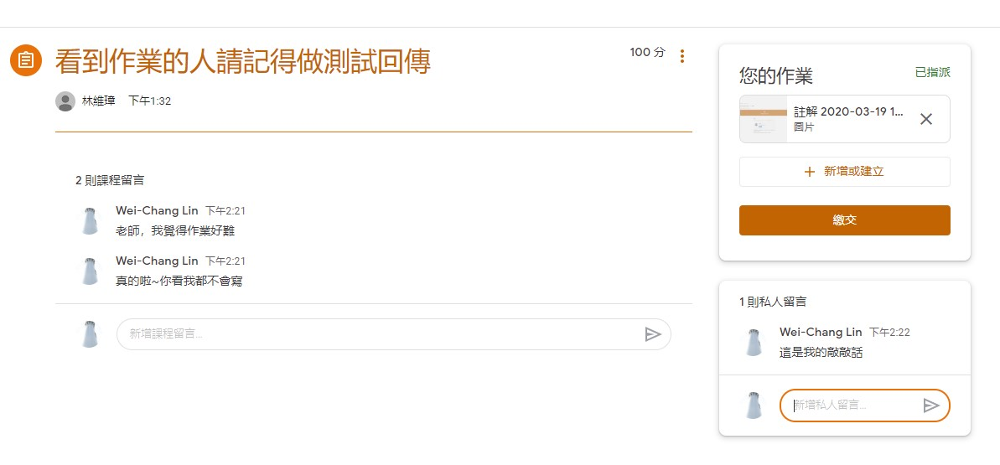 看到作業的人請記得做測試回傳
100 分
林維璋 下午1:32
2 則課程留言
Wei-Chang Lin 下午2:21
老師，我覺得作業好難
Wei-Chang Lin 下午2:21
真的啦~你看我都不會寫
新增課程留言...
您的作業
已指派
註解 2020-03-19 1...
圖片
新增或建立
繳交
1 則私人留言
Wei-Chang Lin 下午2:22
這是我的敲敲話
新增私人留言...